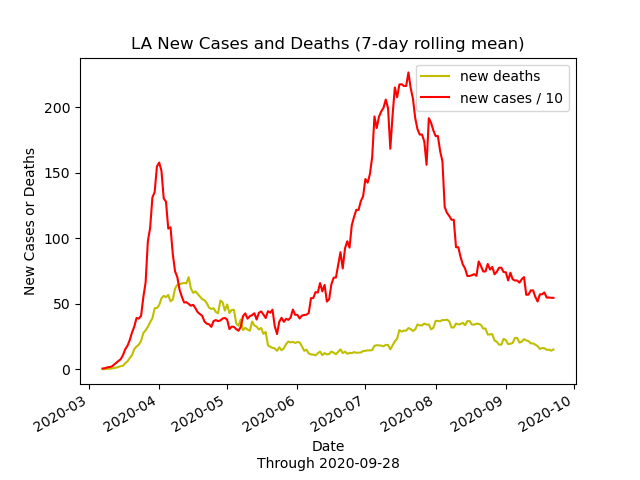 LA New Cases and Deaths (7-day rolling mean)
new deaths
new cases / 10
New Cases or Deaths
200
150
100
50
0
2020-03
2020-04
2020-05
2020-06
2020-07
2020-08
2020-09
2020-10
Date
Through 2020-09-28